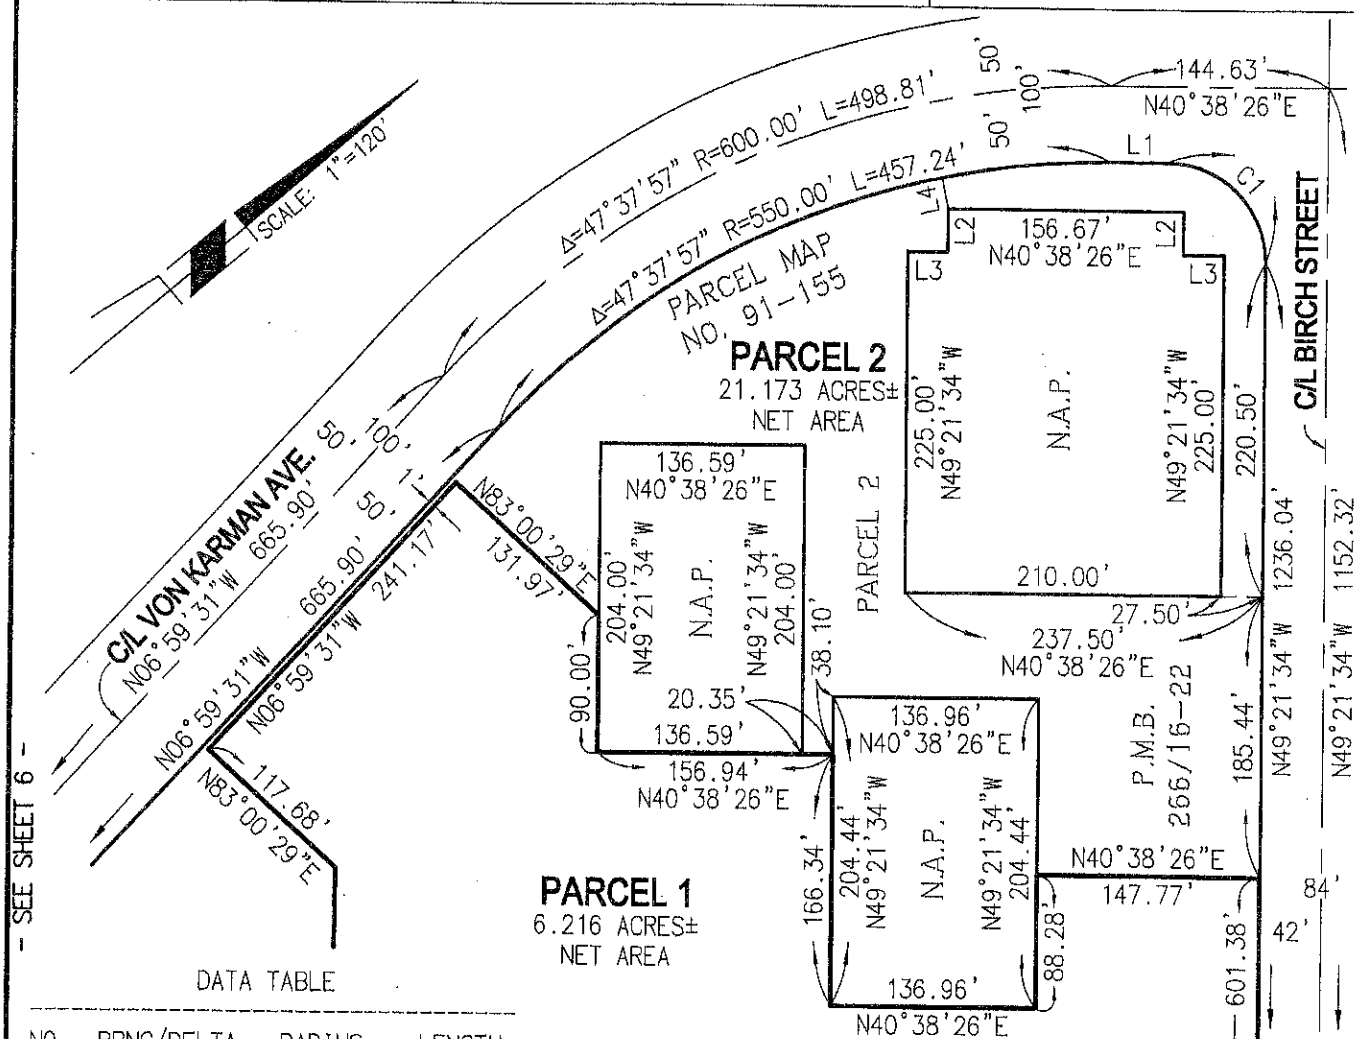 144.63'
N40°38'26"E
50'
100'
50'
SCALE: 1"=120'
Δ=47°37'57" R=600.00' L=498.81'
Δ=47°37'57" R=550.00' L=457.24'
L1
C1
L4
L2
156.67'
N40°38'26"E
L2
L3
L3
PARCEL MAP
NO. 91-155
PARCEL 2
21.173 ACRES±
NET AREA
225.00'
N49°21'34"W
N.A.P.
N49°21'34"W
225.00'
220.50'
C/L BIRCH STREET
C/L VON KARMAN AVE.
N06°59'31"W 665.90'
50'
100'
1'
50'
N06°59'31"W 665.90'
N06°59'31"W 241.17'
N83°00'29"E
131.97'
136.59'
N40°38'26"E
204.00'
N49°21'34"W
N.A.P.
N49°21'34"W
204.00'
PARCEL 2
210.00'
27.50'
237.50'
N40°38'26"E
N49°21'34"W 1236.04'
N49°21'34"W 1152.32'
38.10'
90.00'
20.35'
136.59'
156.94'
N40°38'26"E
136.96'
N40°38'26"E
P.M.B.
266/16-22
185.44'
117.68'
N83°00'29"E
- SEE SHEET 6 -
PARCEL 1
6.216 ACRES±
NET AREA
166.34'
204.44'
N49°21'34"W
N.A.P.
N49°21'34"W
204.44'
N40°38'26"E
147.77'
88.28'
84'
42'
601.38'
136.96'
N40°38'26"E
DATA TABLE
NO. BRNG/DELTA RADIUS LENGTH